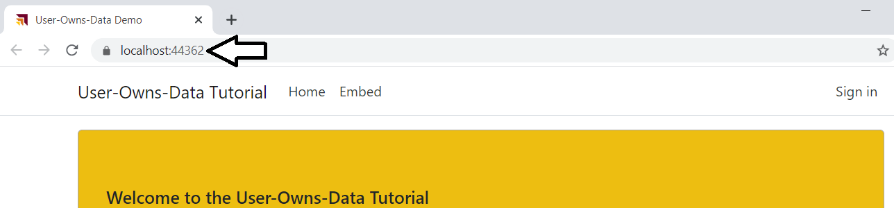 User-Owns-Data Demo
localhost:44362
User-Owns-Data Tutorial Home Embed Sign in
Welcome to the User-Owns-Data Tutorial